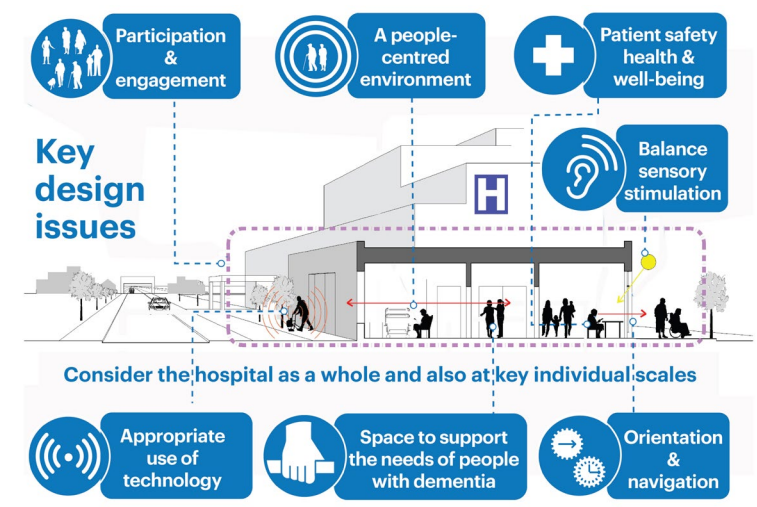 Participation
&
engagement
A people-
centred
environment
Patient safety
health &
well-being
Key
design
issues
Balance
sensory
stimulation
H
Consider the hospital as a whole and also at key individual scales
Appropriate
use of
technology
Space to support
the needs of people
with dementia
Orientation
&
navigation